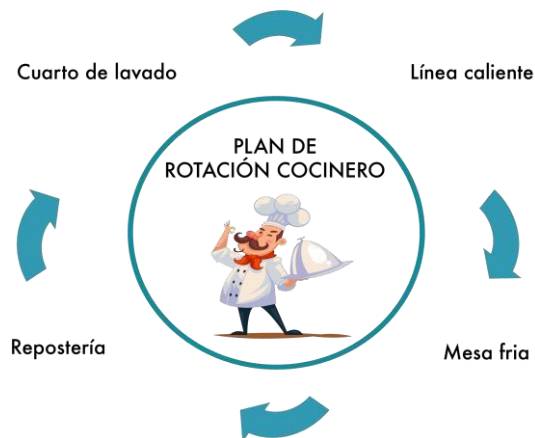 Cuarto de lavado
Línea caliente
PLAN DE
ROTACIÓN COCINERO
Repostería
Mesa fria